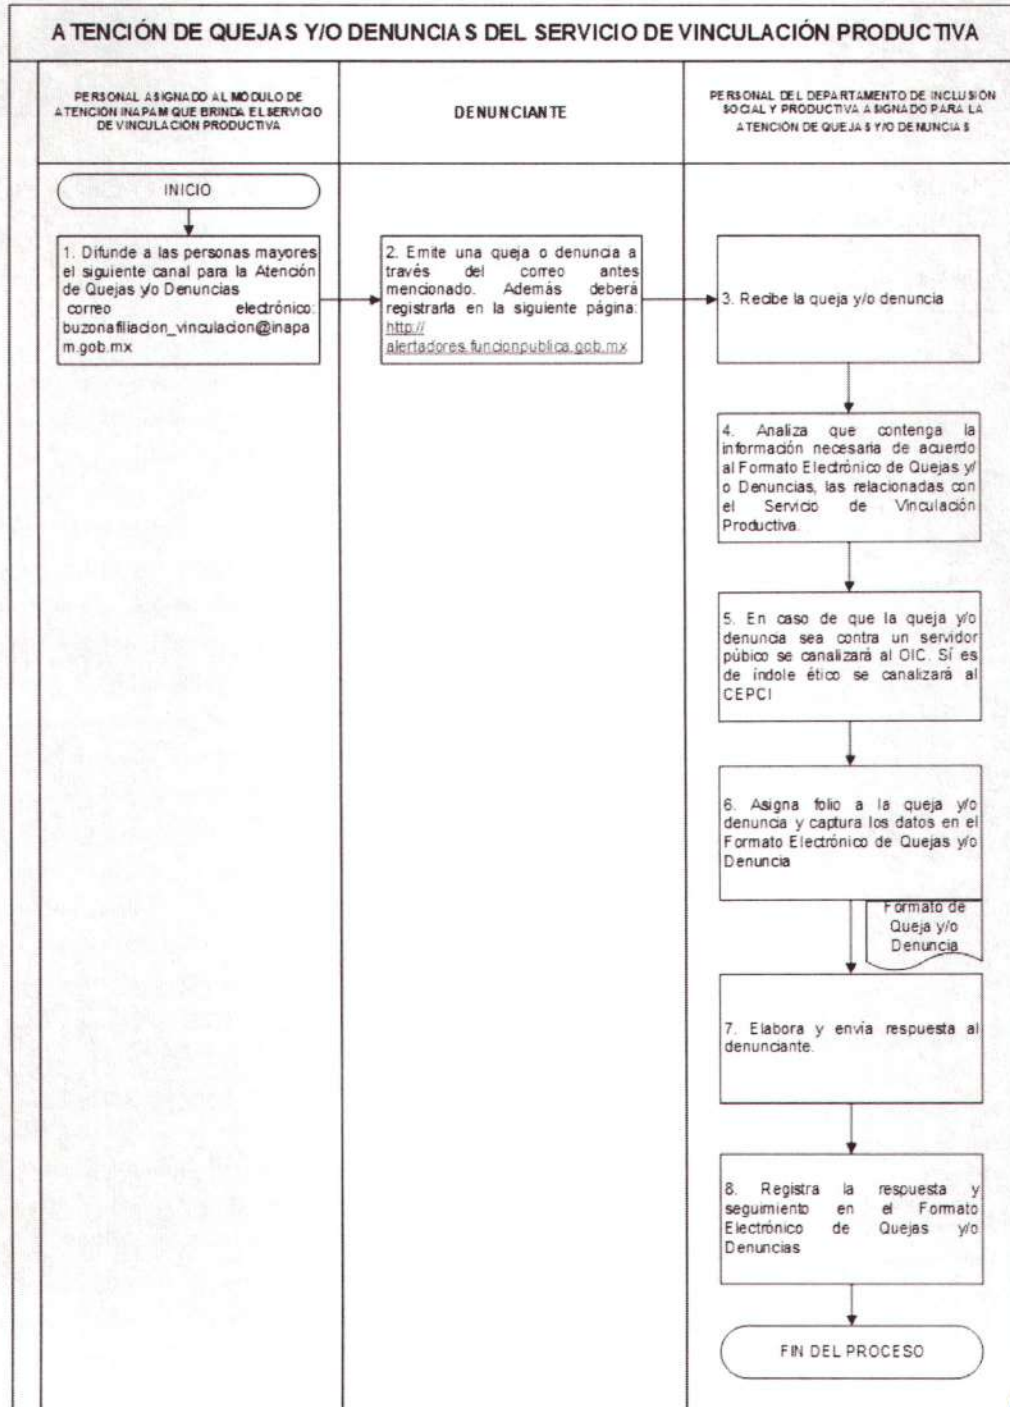 ATENCIÓN DE QUEJAS Y/O DENUNCIAS DEL SERVICIO DE VINCULACIÓN PRODUCTIVA
PERSONAL ASIGNADO AL MÓDULO DE
ATENCIÓN INAPAM QUE BRINDA EL SERVICIO
DE VINCULACIÓN PRODUCTIVA
DENUNCIANTE
PERSONAL DEL DEPARTAMENTO DE INCLUSIÓN
SOCIAL Y PRODUCTIVA ASIGNADO PARA LA
ATENCIÓN DE QUEJAS Y/O DENUNCIAS
INICIO
1. Difunde a las personas mayores
el siguiente canal para la Atención
de Quejas y/o Denuncias
correo electrónico:
buzonafiliacion_vinculacion@inapa
m.gob.mx
2. Emite una queja o denuncia a
través del correo antes
mencionado. Además deberá
registrarla en la siguiente página:
http://
alertadores.funcionpublica.gob.mx
3. Recibe la queja y/o denuncia
4. Analiza que contenga la
información necesaria de acuerdo
al Formato Electrónico de Quejas y/
o Denuncias, las relacionadas con
el Servicio de Vinculación
Productiva.
5. En caso de que la queja y/o
denuncia sea contra un servidor
púbico se canalizará al OIC. Sí es
de índole ético se canalizará al
CEPCI
6. Asigna folio a la queja y/o
denuncia y captura los datos en el
Formato Electrónico de Quejas y/o
Denuncia
Formato de
Queja y/o
Denuncia
7. Elabora y envía respuesta al
denunciante.
8. Registra la respuesta y
seguimiento en el Formato
Electrónico de Quejas y/o
Denuncias
FIN DEL PROCESO